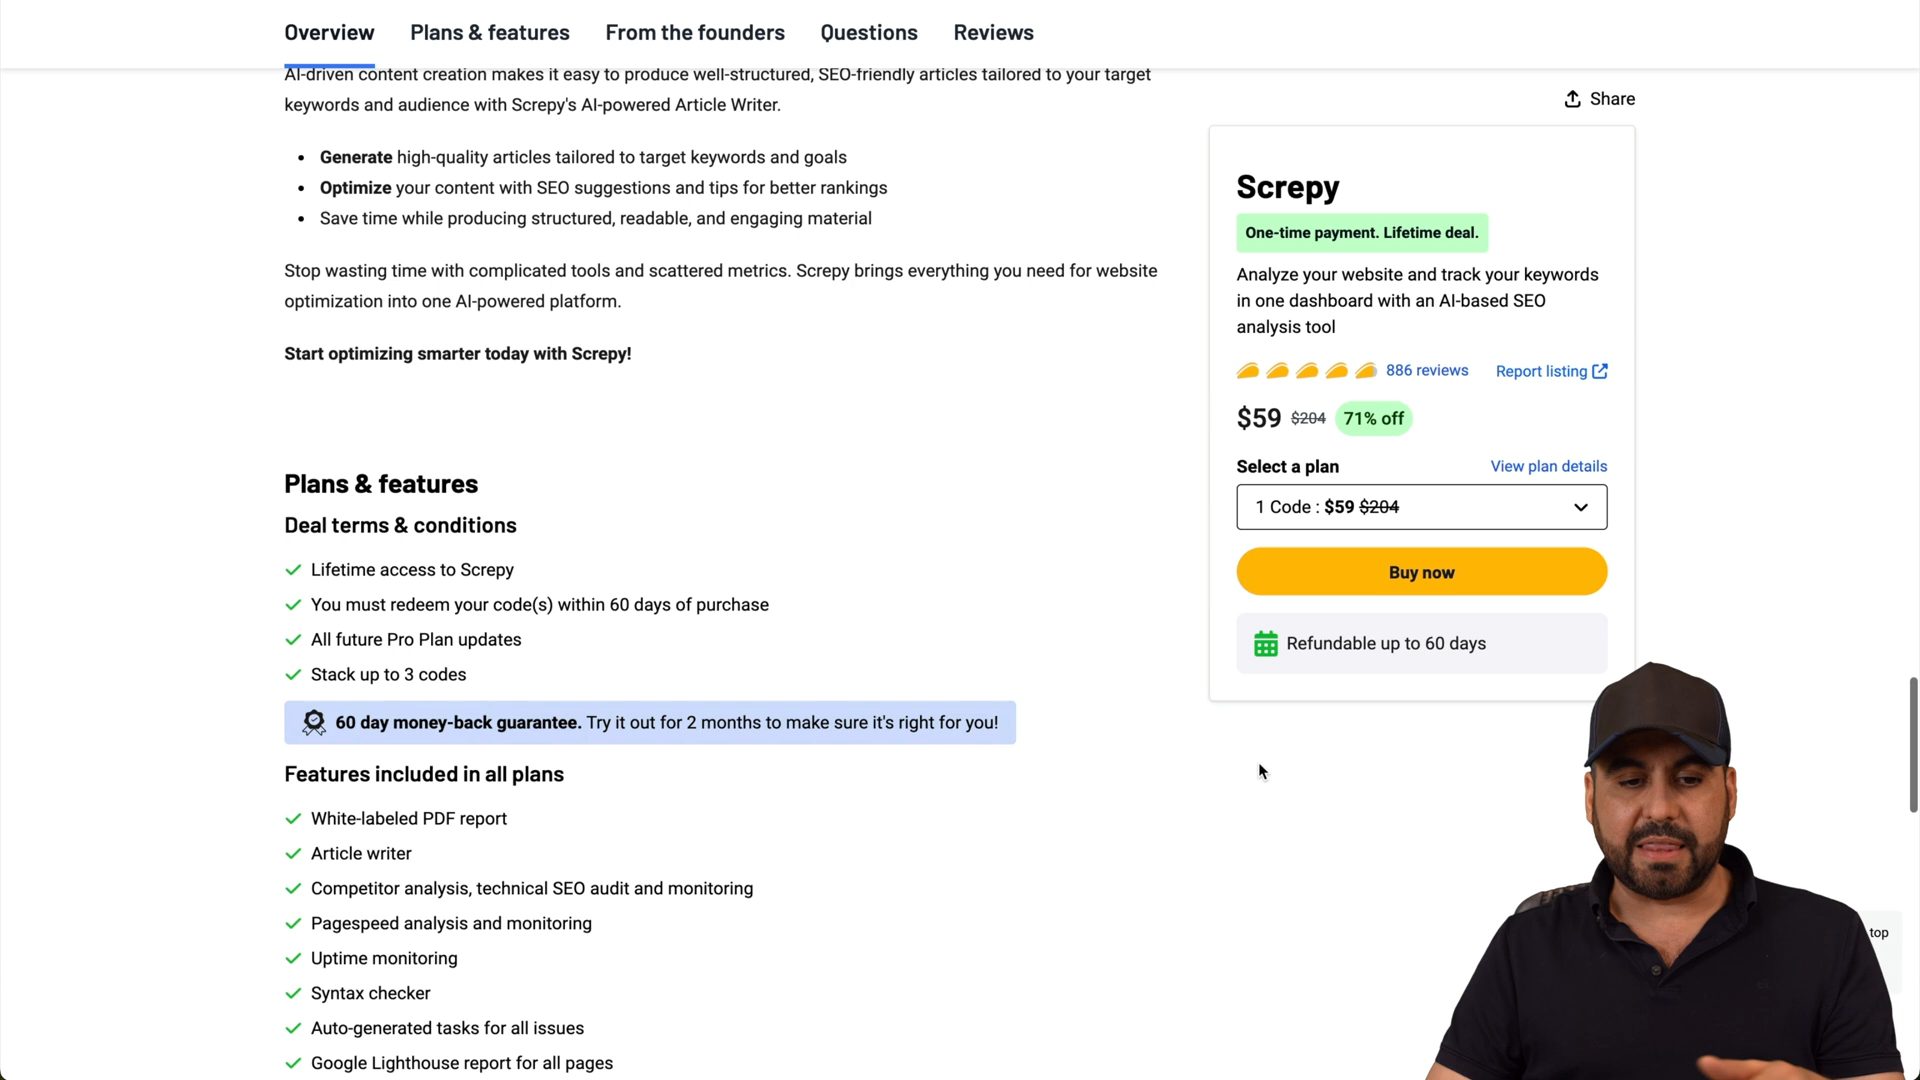 Overview
Plans & features
From the founders
Questions
Reviews
AI-driven content creation makes it easy to produce well-structured, SEO-friendly articles tailored to your target
keywords and audience with Screpy's AI-powered Article Writer.
Generate high-quality articles tailored to target keywords and goals
Optimize your content with SEO suggestions and tips for better rankings
Save time while producing structured, readable, and engaging material
Stop wasting time with complicated tools and scattered metrics. Screpy brings everything you need for website
optimization into one AI-powered platform.
Start optimizing smarter today with Screpy!
Plans & features
Deal terms & conditions
Lifetime access to Screpy
You must redeem your code(s) within 60 days of purchase
All future Pro Plan updates
Stack up to 3 codes
60 day money-back guarantee. Try it out for 2 months to make sure it's right for you!
Features included in all plans
White-labeled PDF report
Article writer
Competitor analysis, technical SEO audit and monitoring
Pagespeed analysis and monitoring
Uptime monitoring
Syntax checker
Auto-generated tasks for all issues
Google Lighthouse report for all pages
Share
Screpy
One-time payment. Lifetime deal.
Analyze your website and track your keywords
in one dashboard with an AI-based SEO
analysis tool
886 reviews
Report listing
$59 $204 71% off
Select a plan
View plan details
1 Code : $59 $204
Buy now
Refundable up to 60 days
top